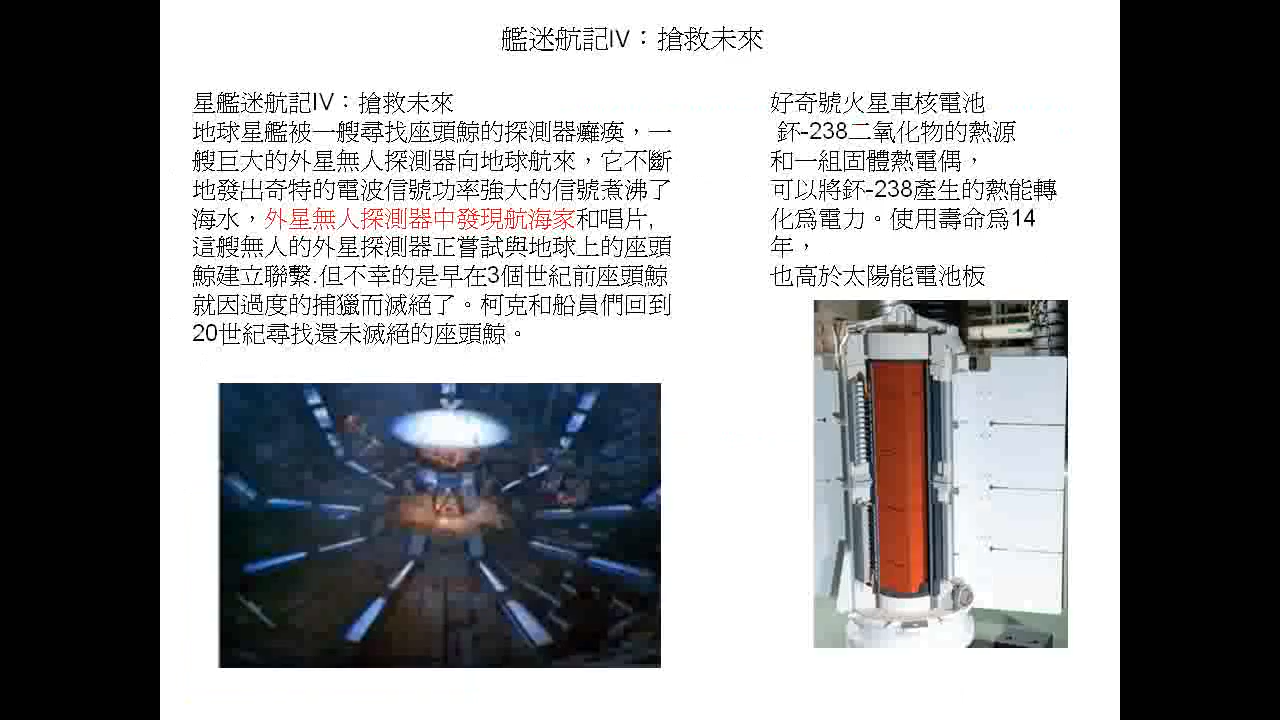 艦迷航記IV：搶救未來
星艦迷航記IV：搶救未來
地球星艦被一艘尋找座頭鯨的探測器癱瘓，一
艘巨大的外星無人探測器向地球航來，它不斷
地發出奇特的電波信號功率強大的信號煮沸了
海水，外星無人探測器中發現航海家和唱片,
這艘無人的外星探測器正嘗試與地球上的座頭
鯨建立聯繫.但不幸的是早在3個世紀前座頭鯨
就因過度的捕獵而滅絕了。柯克和船員們回到
20世紀尋找還未滅絕的座頭鯨。
好奇號火星車核電池
鈈-238二氧化物的熱源
和一組固體熱電偶，
可以將鈈-238產生的熱能轉
化爲電力。使用壽命爲14
年，
也高於太陽能電池板